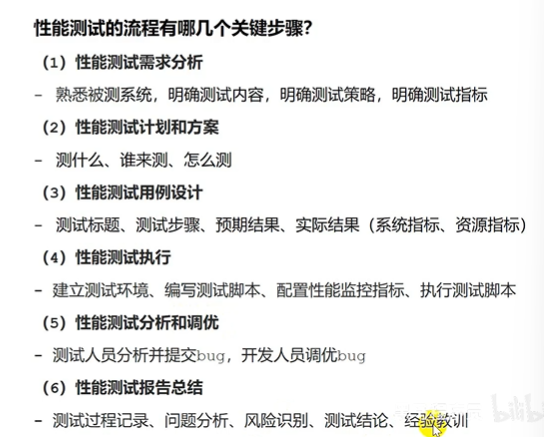 性能测试的流程有哪几个关键步骤？
（1）性能测试需求分析
- 熟悉被测系统，明确测试内容，明确测试策略，明确测试指标
（2）性能测试计划和方案
- 测什么、谁来测、怎么测
（3）性能测试用例设计
- 测试标题、测试步骤、预期结果、实际结果（系统指标、资源指标）
（4）性能测试执行
- 建立测试环境、编写测试脚本、配置性能监控指标、执行测试脚本
（5）性能测试分析和调优
- 测试人员分析并提交bug，开发人员调优bug
（6）性能测试报告总结
- 测试过程记录、问题分析、风险识别、测试结论、经验教训